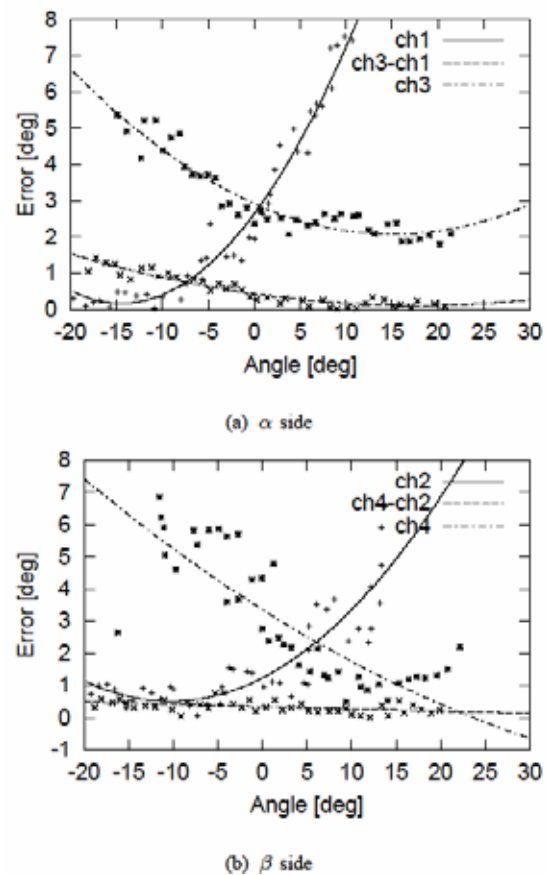 8
7
6
5
4
3
2
1
0
Error [deg]
ch1
ch3-ch1
ch3
-20 -15 -10 -5 0 5 10 15 20 25 30
Angle [deg]
(a) α side
8
7
6
5
4
3
2
1
0
-1
Error [deg]
ch2
ch4-ch2
ch4
-20 -15 -10 -5 0 5 10 15 20 25 30
Angle [deg]
(b) β side